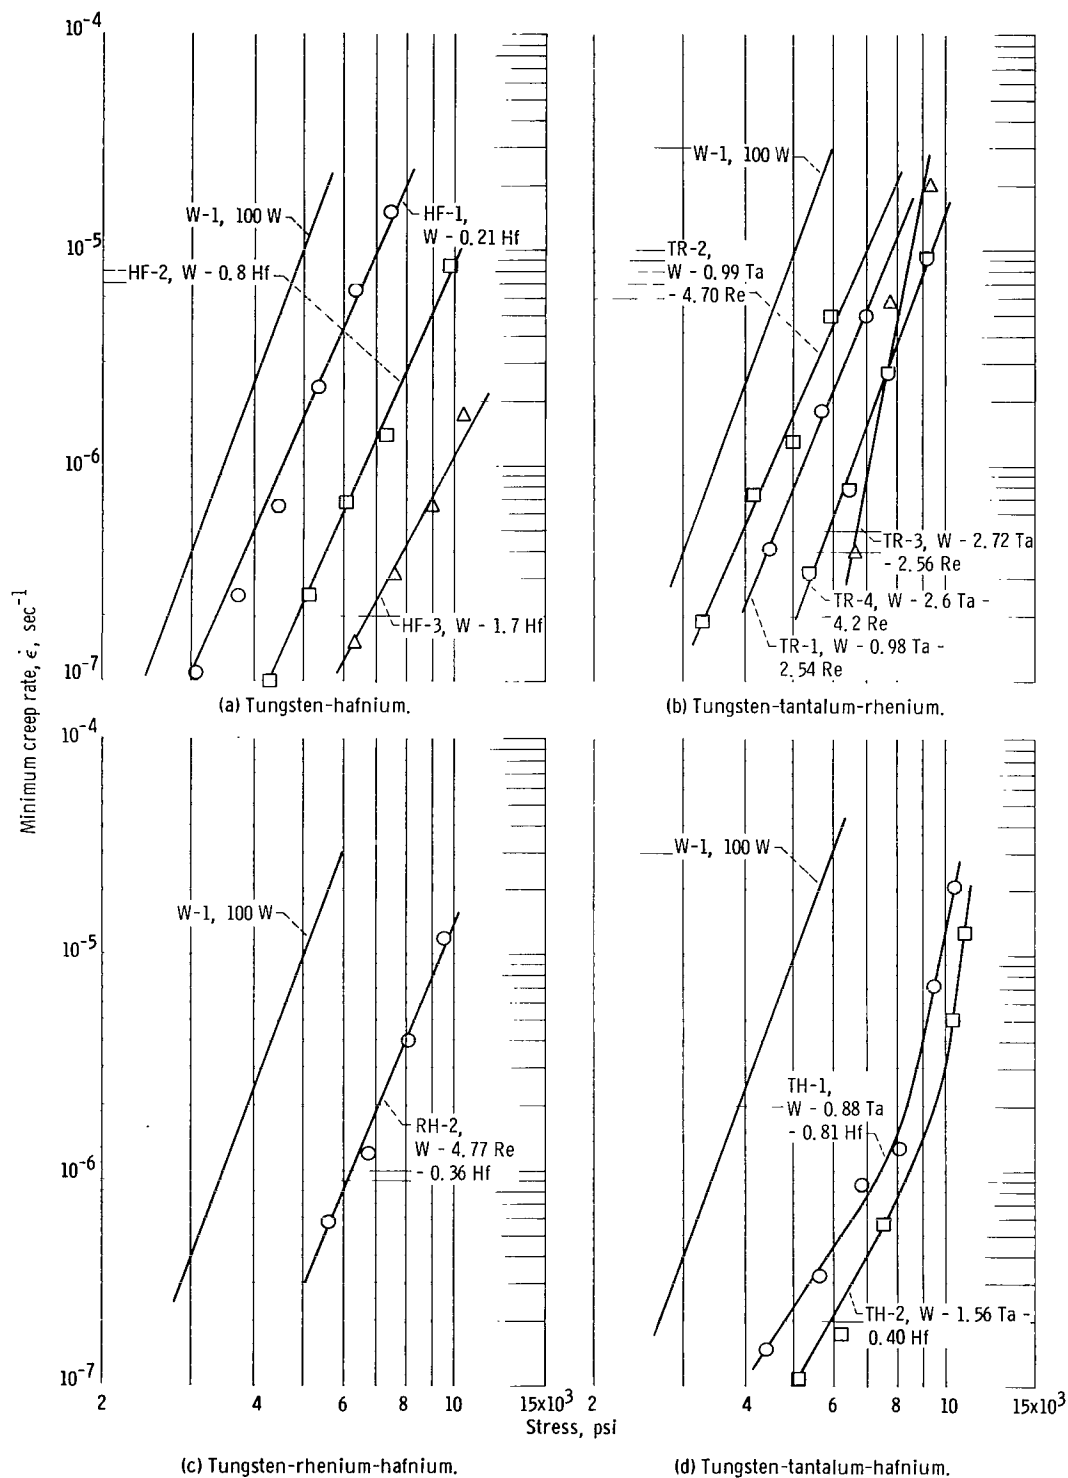 10-4
W-1, 100 W
HF-1,
W - 0.21 Hf
10-5
HF-2, W - 0.8 Hf
10-6
HF-3, W - 1.7 Hf
10-7
(a) Tungsten-hafnium.
W-1, 100 W
TR-2,
W - 0.99 Ta
- 4.70 Re
TR-3, W - 2.72 Ta
- 2.56 Re
TR-4, W - 2.6 Ta -
4.2 Re
TR-1, W - 0.98 Ta -
2.54 Re
(b) Tungsten-tantalum-rhenium.
Minimum creep rate, ε̇, sec-1
10-4
W-1, 100 W
10-5
RH-2,
W - 4.77 Re
- 0.36 Hf
10-6
10-7
2 4 6 8 10 15x10³
W-1, 100 W
TH-1,
W - 0.88 Ta
- 0.81 Hf
TH-2, W - 1.56 Ta -
0.40 Hf
2 4 6 8 10 15x10³
Stress, psi
(c) Tungsten-rhenium-hafnium.
(d) Tungsten-tantalum-hafnium.